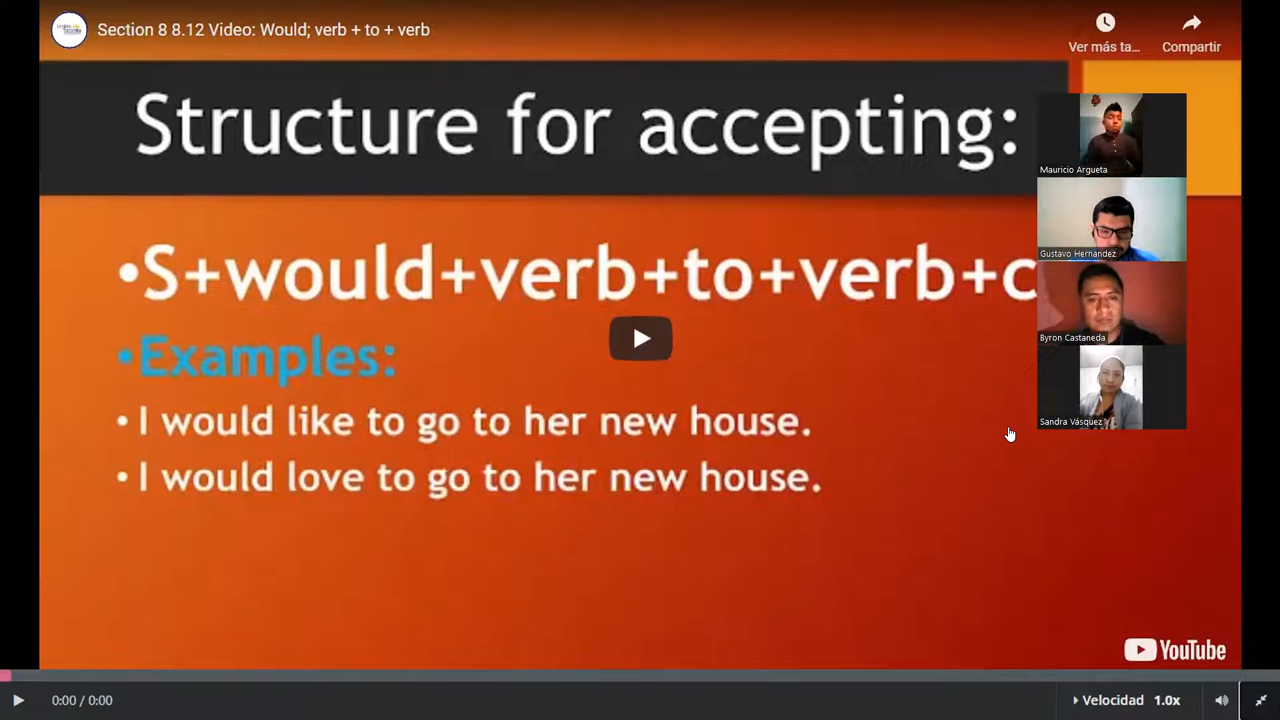 Section 8 8.12 Video: Would; verb + to + verb
Ver más ta...
Compartir
Structure for accepting:
•S+would+verb+to+verb+c
•Examples:
• I would like to go to her new house.
• I would love to go to her new house.
Mauricio Argueta
Gustavo Hernandez
Byron Castaneda
Sandra Vásquez
YouTube
0:00 / 0:00
Velocidad 1.0x